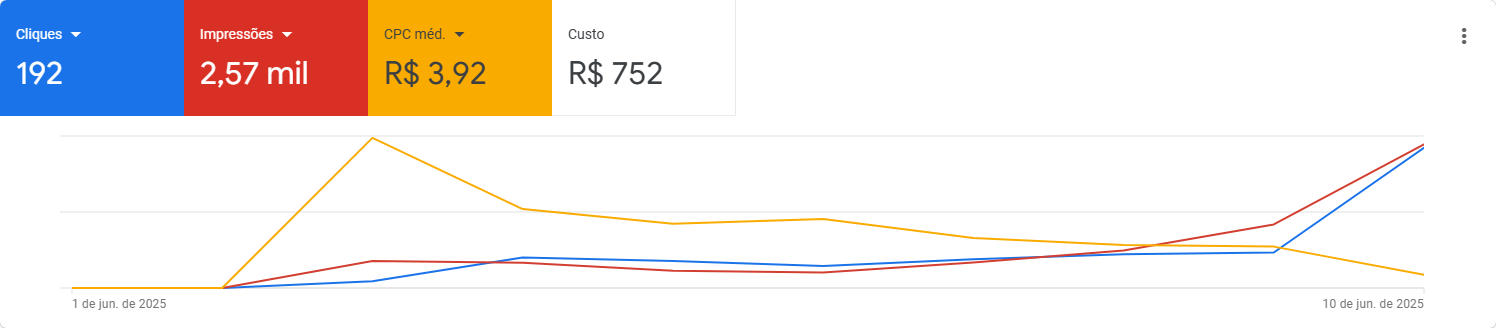 Cliques
192
Impressões
2,57 mil
CPC méd.
R$ 3,92
Custo
R$ 752
1 de jun. de 2025
10 de jun. de 2025